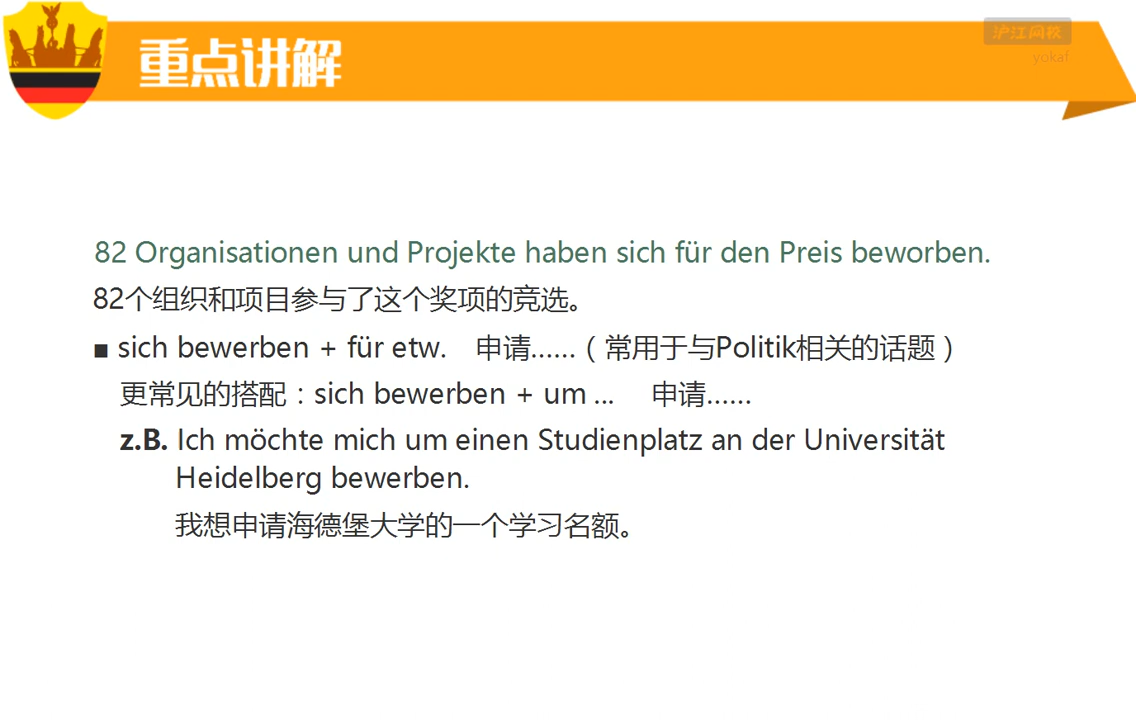 沪江网校
yokaf
重点讲解
82 Organisationen und Projekte haben sich für den Preis beworben.
82个组织和项目参与了这个奖项的竞选。
■ sich bewerben + für etw. 申请……（常用于与Politik相关的话题）
更常见的搭配：sich bewerben + um ... 申请……
z.B. Ich möchte mich um einen Studienplatz an der Universität
Heidelberg bewerben.
我想申请海德堡大学的一个学习名额。